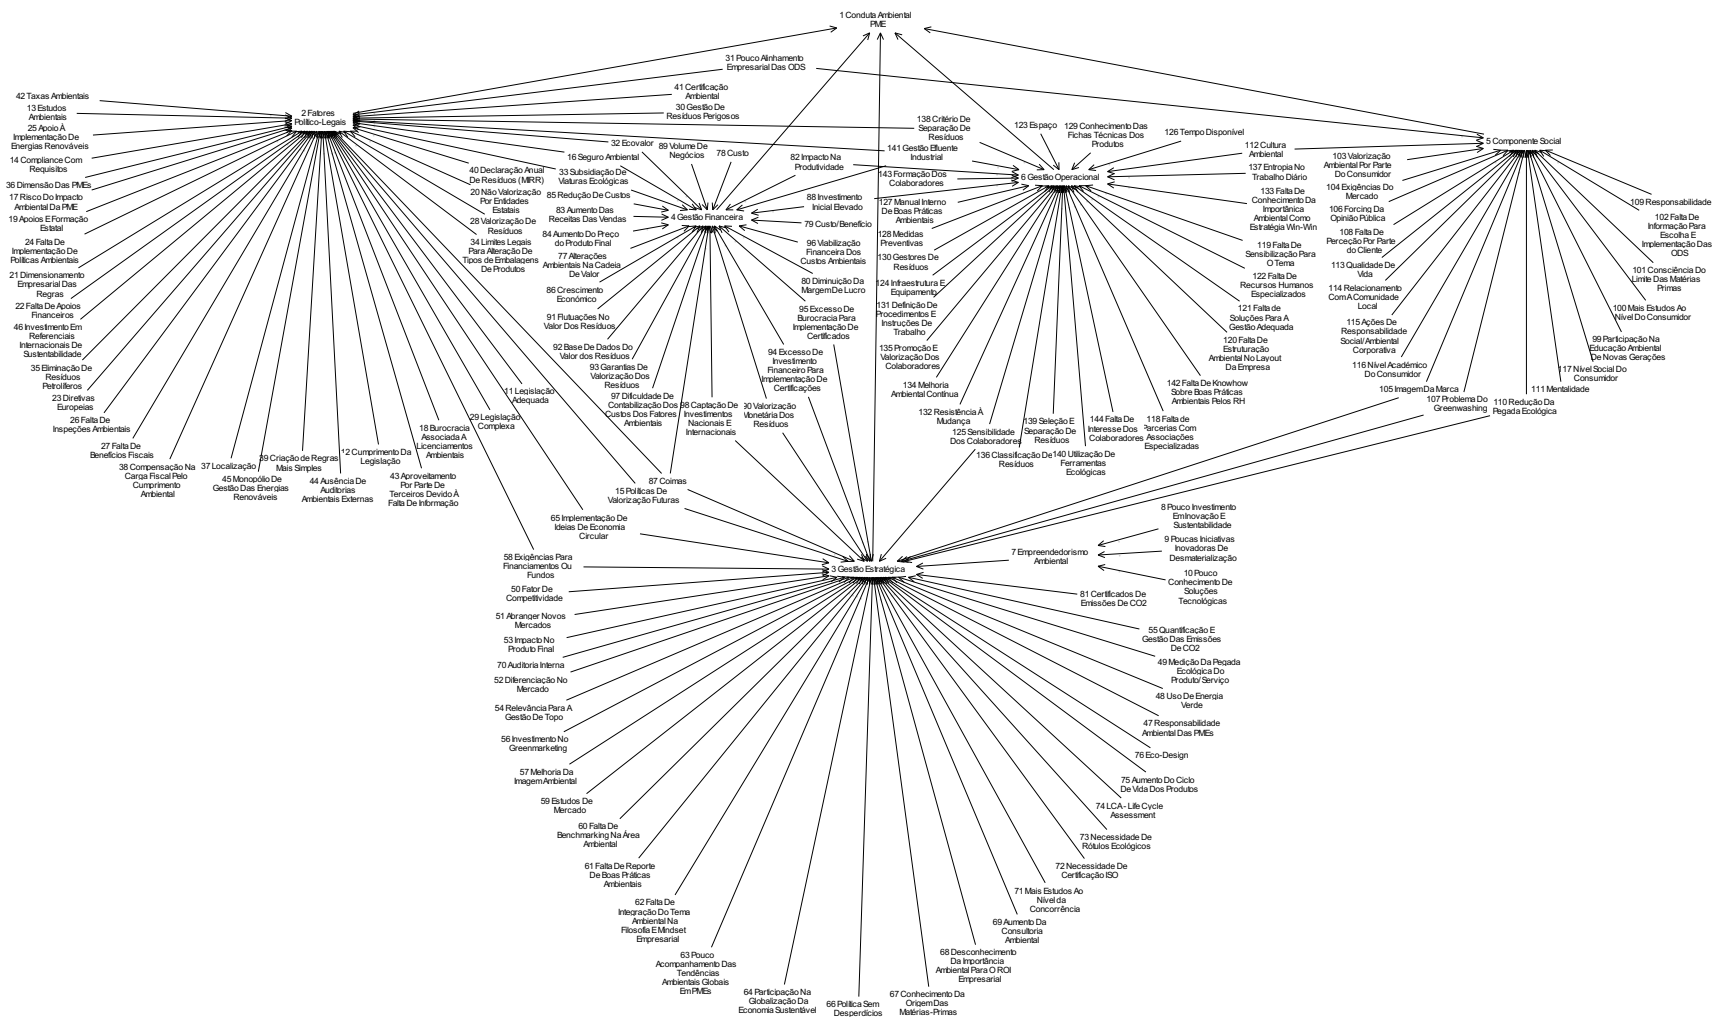 1 Conduta Ambiental
PME
31 Pouco Alinhamento
Empresarial Das ODS
42 Taxas Ambientais
13 Estudos
Ambientais
25 Apoio À
Implementação De
Energias Renováveis
14 Compliance Com
Requisitos
36 Dimensão Das PMEs
17 Risco Do Impacto
Ambiental Da PME
19 Apoios E Formação
Estatal
24 Falta De
Implementação De
Políticas Ambientais
21 Dimensionamento
Empresarial Das
Regras
22 Falta De Apoios
Financeiros
46 Investimento Em
Referenciais
Internacionais De
Sustentabilidade
35 Eliminação De
Resíduos
Petrolíferos
23 Diretivas
Europeias
26 Falta De
Inspeções Ambientais
27 Falta De
Benefícios Fiscais
38 Compensação Na
Carga Fiscal Pelo
Cumprimento
Ambiental
37 Localização
45 Monopólio De
Gestão Das Energias
Renováveis
39 Criação de Regras
Mais Simples
44 Ausência De
Auditorias
Ambientais Externas
12 Cumprimento Da
Legislação
43 Aproveitamento
Por Parte De
Terceiros Devido À
Falta De Informação
18 Burocracia
Associada A
Licenciamentos
Ambientais
29 Legislação
Complexa
11 Legislação
Adequada
2 Fatores
Político-Legais
41 Certificação
Ambiental
30 Gestão De
Resíduos Perigosos
40 Declaração Anual
De Resíduos (MIRR)
20 Não Valorização
Por Entidades
Estatais
28 Valorização De
Resíduos
34 Limites Legais
Para Alteração De
Tipos de Embalagens
De Produtos
32 Ecovalor
16 Seguro Ambiental
33 Subsidiação De
Viaturas Ecológicas
89 Volume De
Negócios
78 Custo
85 Redução De Custos
83 Aumento Das
Receitas Das Vendas
84 Aumento Do Preço
do Produto Final
77 Alterações
Ambientais Na Cadeia
De Valor
86 Crescimento
Económico
91 Flutuações No
Valor Dos Resíduos
92 Base De Dados Do
Valor dos Resíduos
93 Garantias De
Valorização Dos
Resíduos
97 Dificuldade De
Contabilização Dos
Custos Dos Fatores
Ambientais
98 Captação De
Investimentos
Nacionais E
Internacionais
90 Valorização
Monetária Dos
Resíduos
94 Excesso De
Investimento
Financeiro Para
Implementação De
Certificações
95 Excesso De
Burocracia Para
Implementação De
Certificados
80 Diminuição Da
Margem De Lucro
96 Viabilização
Financeira Dos
Custos Ambientais
79 Custo/Benefício
88 Investimento
Inicial Elevado
82 Impacto Na
Produtividade
4 Gestão Financeira
138 Critério De
Separação De
Resíduos
141 Gestão Efluente
Industrial
143 Formação Dos
Colaboradores
127 Manual Interno
De Boas Práticas
Ambientais
128 Medidas
Preventivas
130 Gestores De
Resíduos
124 Infraestrutura E
Equipamento
131 Definição De
Procedimentos E
Instruções De
Trabalho
135 Promoção E
Valorização Dos
Colaboradores
134 Melhoria
Ambiental Contínua
132 Resistência À
Mudança
125 Sensibilidade
Dos Colaboradores
136 Classificação De
Resíduos
139 Seleção E
Separação De
Resíduos
140 Utilização De
Ferramentas
Ecológicas
144 Falta De
Interesse Dos
Colaboradores
118 Falta de
Parcerias Com
Associações
Especializadas
142 Falta De Knowhow
Sobre Boas Práticas
Ambientais Pelos RH
120 Falta De
Estruturação
Ambiental No Layout
Da Empresa
121 Falta de
Soluções Para A
Gestão Adequada
122 Falta De
Recursos Humanos
Especializados
119 Falta De
Sensibilização Para
O Tema
133 Falta De
Conhecimento Da
Importância
Ambiental Como
Estratégia Win-Win
137 Entropia No
Trabalho Diário
112 Cultura
Ambiental
126 Tempo Disponível
129 Conhecimento Das
Fichas Técnicas Dos
Produtos
123 Espaço
6 Gestão Operacional
5 Componente Social
103 Valorização
Ambiental Por Parte
Do Consumidor
104 Exigências Do
Mercado
106 Forcing Da
Opinião Pública
108 Falta De
Perceção Por Parte
do Cliente
113 Qualidade De
Vida
114 Relacionamento
Com A Comunidade
Local
115 Ações De
Responsabilidade
Social/Ambiental
Corporativa
116 Nível Académico
Do Consumidor
105 Imagem Da Marca
107 Problema Do
Greenwashing
110 Redução Da
Pegada Ecológica
111 Mentalidade
117 Nível Social Do
Consumidor
99 Participação Na
Educação Ambiental
De Novas Gerações
100 Mais Estudos Ao
Nível Do Consumidor
101 Consciência Do
Limite Das Matérias
Primas
102 Falta De
Informação Para
Escolha E
Implementação Das
ODS
109 Responsabilidade
87 Coimas
15 Políticas De
Valorização Futuras
65 Implementação De
Ideias De Economia
Circular
58 Exigências Para
Financiamentos Ou
Fundos
3 Gestão Estratégica
7 Empreendedorismo
Ambiental
8 Pouco Investimento
Em Inovação E
Sustentabilidade
9 Poucas Iniciativas
Inovadoras De
Desmaterialização
10 Pouco
Conhecimento De
Soluções
Tecnológicas
50 Fator De
Competitividade
51 Abranger Novos
Mercados
53 Impacto No
Produto Final
70 Auditoria Interna
52 Diferenciação No
Mercado
54 Relevância Para A
Gestão De Topo
56 Investimento No
Greenmarketing
57 Melhoria Da
Imagem Ambiental
59 Estudos De
Mercado
60 Falta De
Benchmarking Na Área
Ambiental
61 Falta De Reporte
De Boas Práticas
Ambientais
62 Falta De
Integração Do Tema
Ambiental Na
Filosofia E Mindset
Empresarial
63 Pouco
Acompanhamento Das
Tendências
Ambientais Globais
Em PMEs
64 Participação Na
Globalização Da
Economia Sustentável
66 Política Sem
Desperdícios
67 Conhecimento Da
Origem Das
Matérias-Primas
68 Desconhecimento
Da Importância
Ambiental Para O ROI
Empresarial
69 Aumento Da
Consultoria
Ambiental
71 Mais Estudos Ao
Nível da
Concorrência
72 Necessidade De
Certificação ISO
73 Necessidade De
Rótulos Ecológicos
74 LCA - Life Cycle
Assessment
75 Aumento Do Ciclo
De Vida Dos Produtos
76 Eco-Design
47 Responsabilidade
Ambiental Das PMEs
48 Uso De Energia
Verde
49 Medição Da Pegada
Ecológica Do
Produto/Serviço
55 Quantificação E
Gestão Das Emissões
De CO2
81 Certificados De
Emissões De CO2